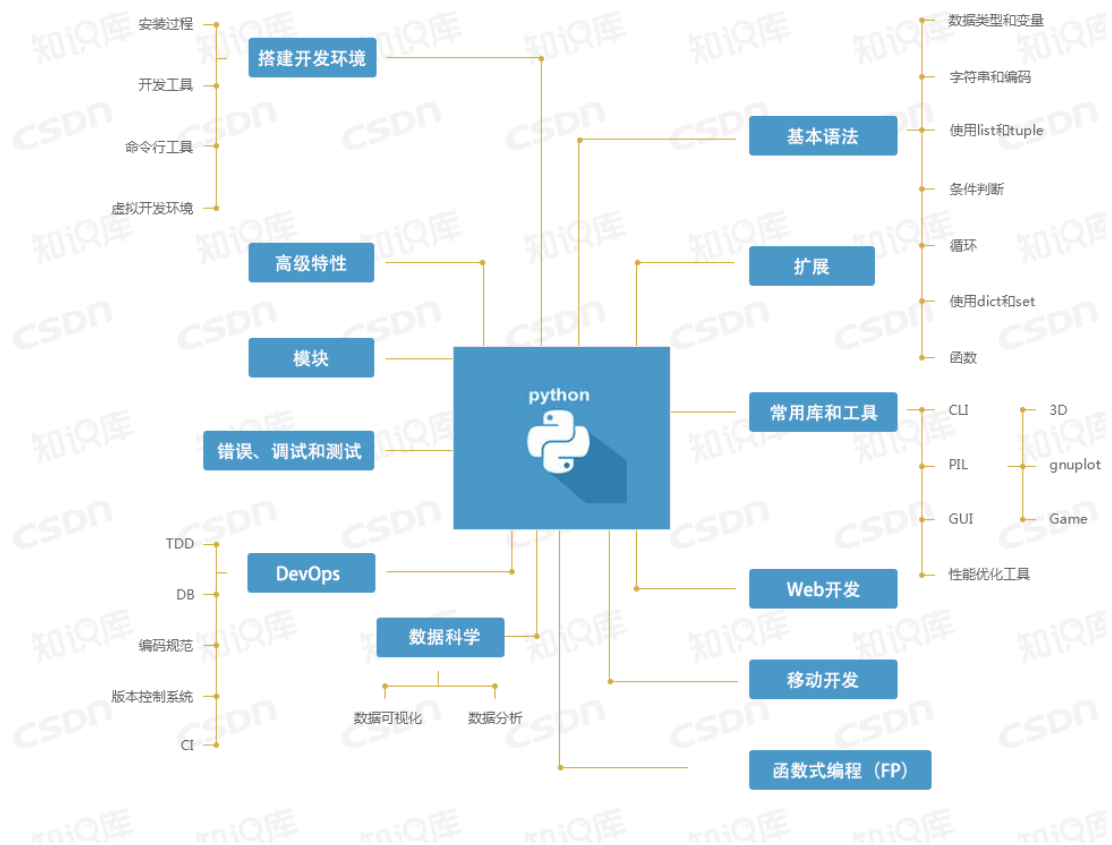 安装过程
搭建开发环境
开发工具
命令行工具
虚拟开发环境
高级特性
模块
错误、调试和测试
TDD
DevOps
DB
编码规范
版本控制系统
CI
数据科学
数据可视化
数据分析
python
数据类型和变量
字符串和编码
基本语法
使用list和tuple
条件判断
循环
使用dict和set
函数
扩展
常用库和工具
CLI
3D
PIL
gnuplot
GUI
Game
性能优化工具
Web开发
移动开发
函数式编程（FP）
知识库
CSDN